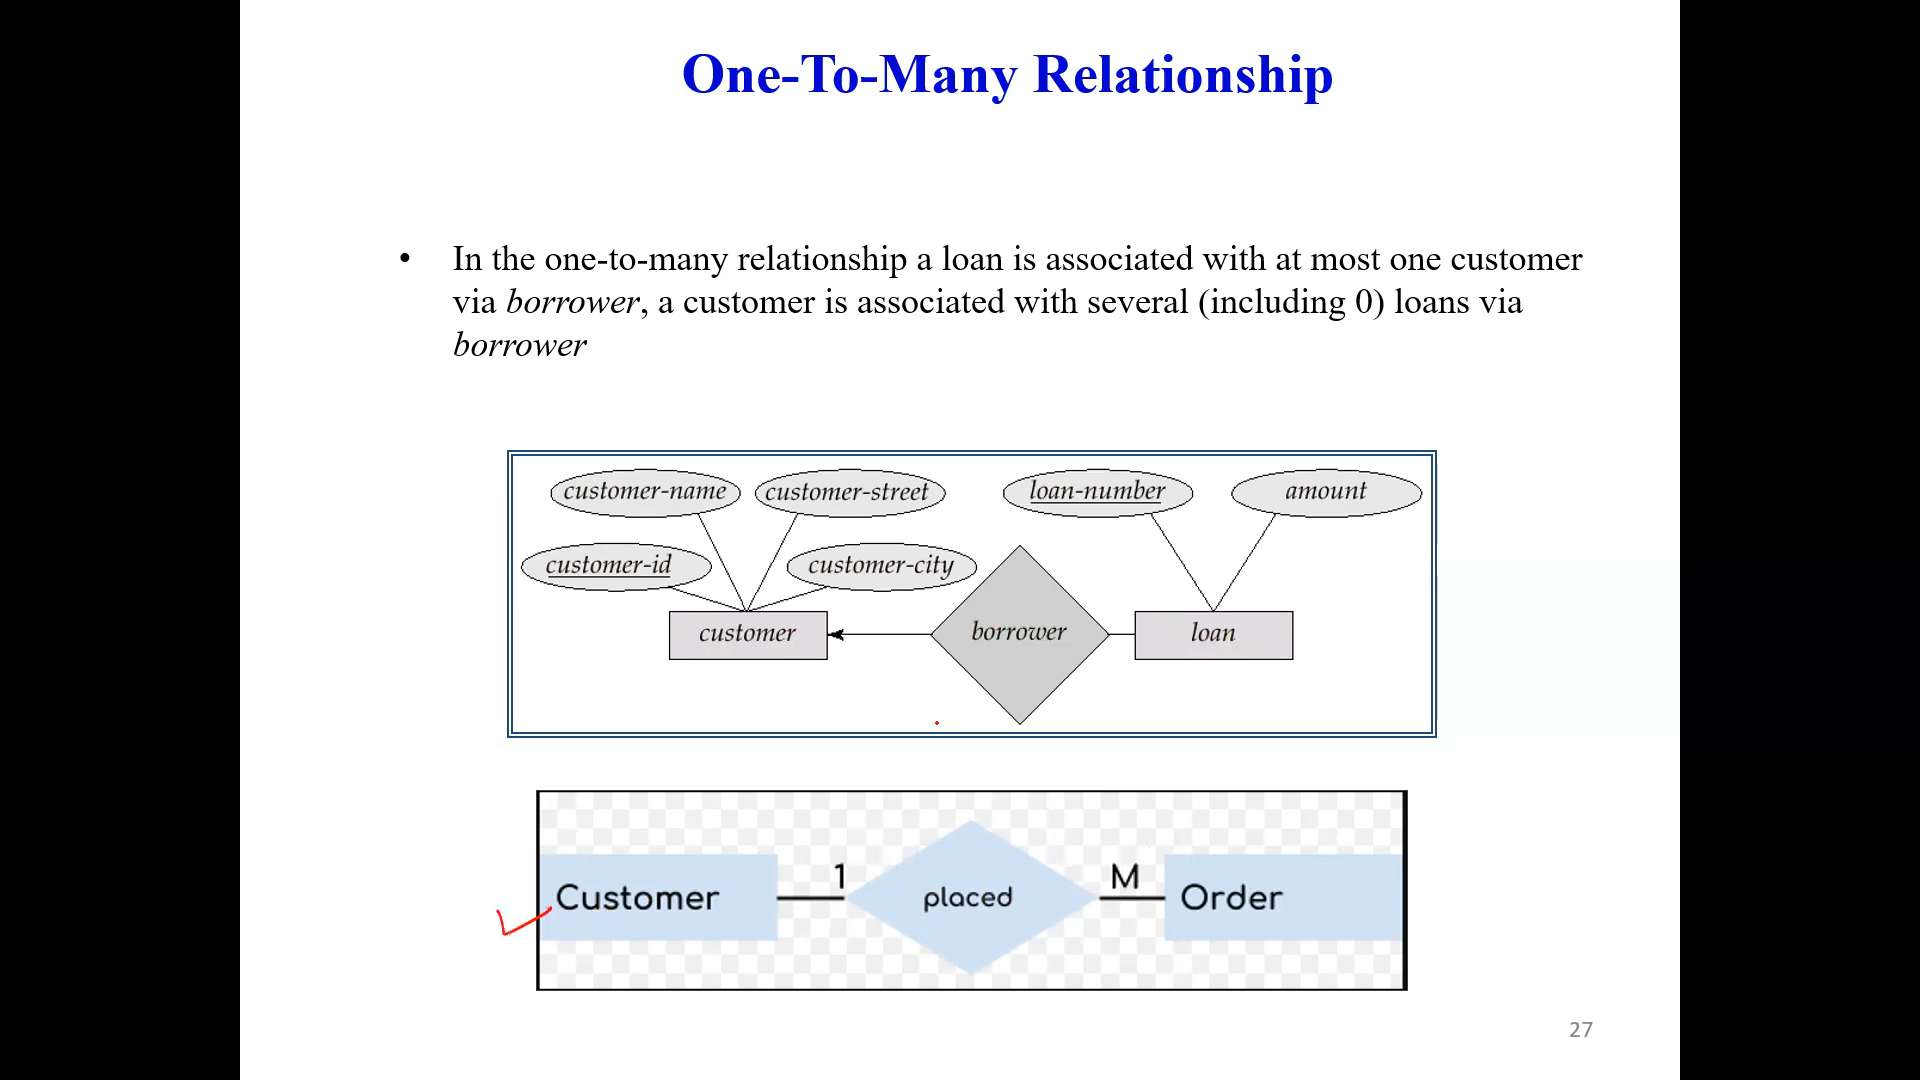 One-To-Many Relationship
• In the one-to-many relationship a loan is associated with at most one customer
via borrower, a customer is associated with several (including 0) loans via
borrower
customer-name customer-street loan-number amount
customer-id customer-city
customer borrower loan
1 M
Customer placed Order
27